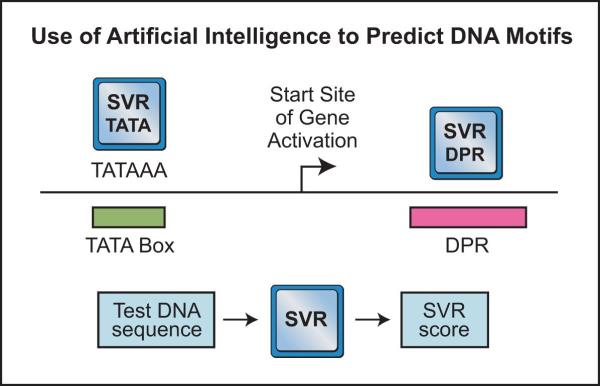 Use of Artificial Intelligence to Predict DNA Motifs
SVR
TATA
TATAAA
Start Site
of Gene
Activation
SVR
DPR
TATA Box
DPR
Test DNA
sequence
SVR
SVR
score